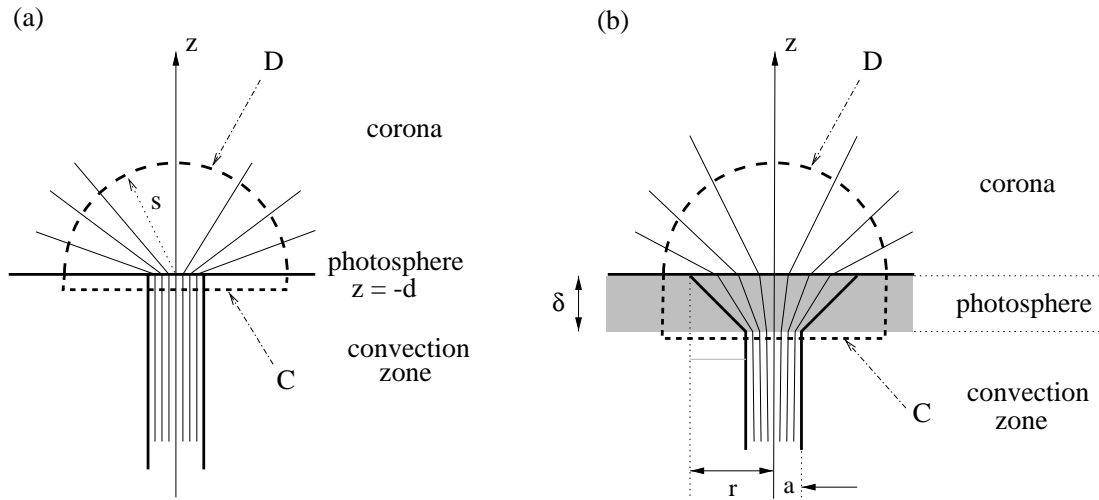 (a)
z
D
corona
s
photosphere
z = -d
convection
zone
C
(b)
z
D
corona
δ
photosphere
convection
zone
C
r
a